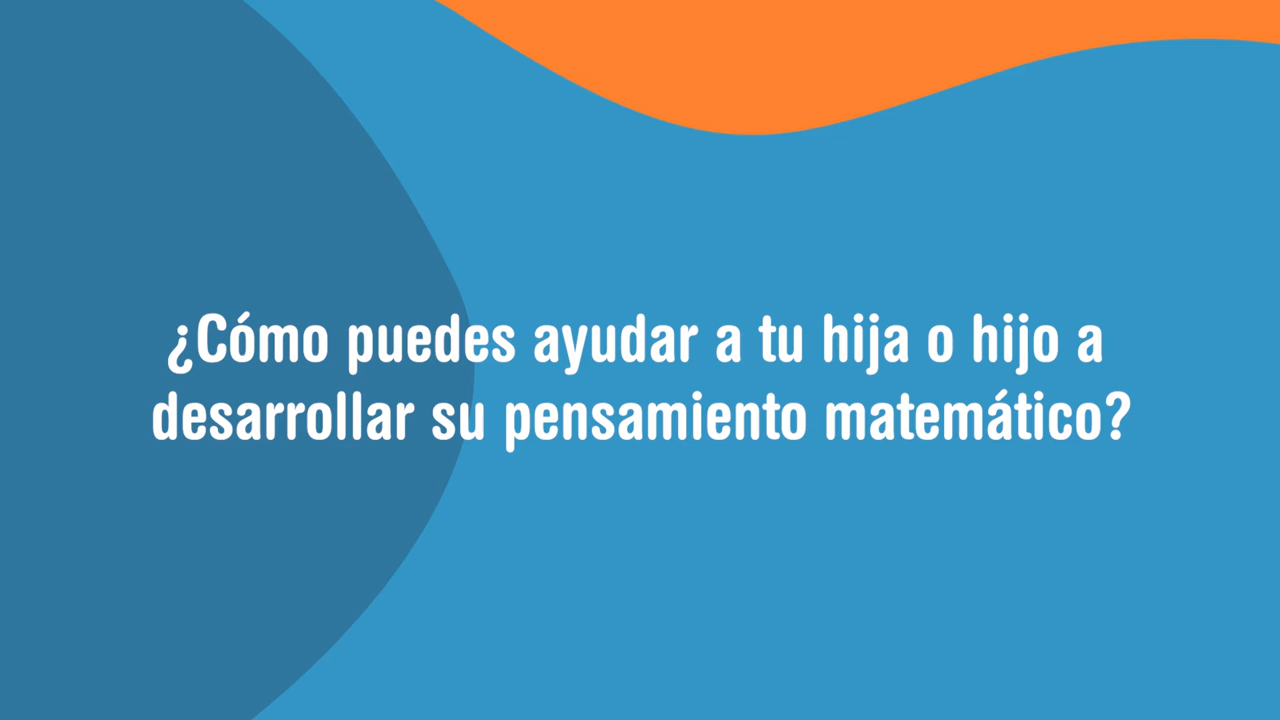 ¿Cómo puedes ayudar a tu hija o hijo a
desarrollar su pensamiento matemático?